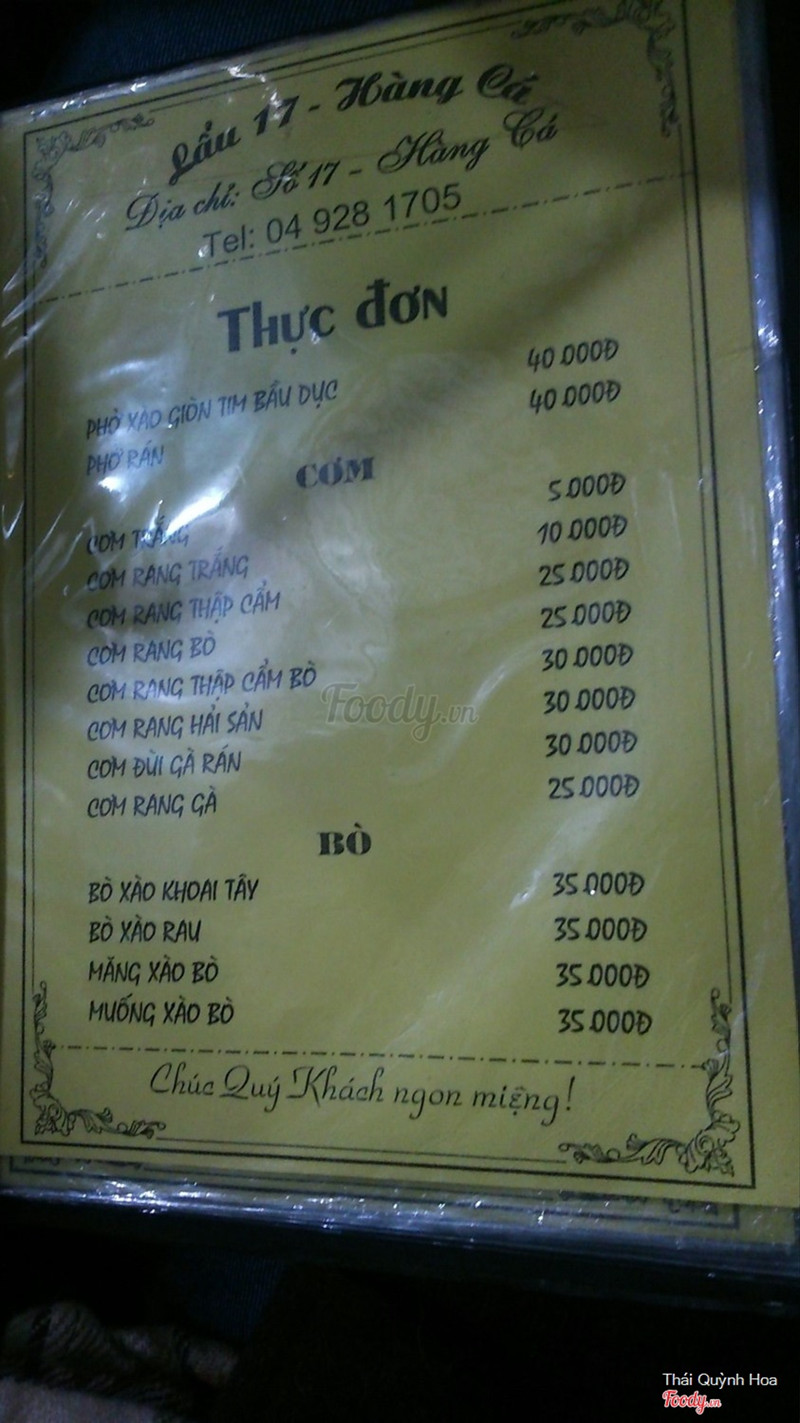 Lẩu 17 - Hàng Cá
Địa chỉ: Số 17 - Hàng Cá
Tel: 04 928 1705
Thực đơn
PHỞ XÀO GIÒN TIM BẦU DỤC 40.000Đ
PHỞ RÁN 40.000Đ
CƠM
CƠM TRẮNG 5.000Đ
CƠM RANG TRẮNG 10.000Đ
CƠM RANG THẬP CẨM 25.000Đ
CƠM RANG BÒ 25.000Đ
CƠM RANG THẬP CẨM BÒ 30.000Đ
CƠM RANG HẢI SẢN 30.000Đ
CƠM ĐÙI GÀ RÁN 30.000Đ
CƠM RANG GÀ 25.000Đ
BÒ
BÒ XÀO KHOAI TÂY 35.000Đ
BÒ XÀO RAU 35.000Đ
MĂNG XÀO BÒ 35.000Đ
MUỐNG XÀO BÒ 35.000Đ
Chúc Quý Khách ngon miệng!
Foody.vn
Thái Quỳnh Hoa
Foody.vn